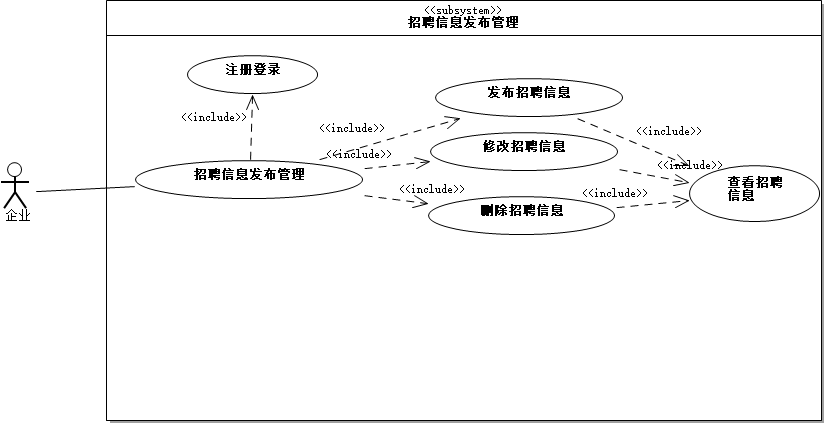 <<subsystem>>
招聘信息发布管理
注册登录
发布招聘信息
<<include>>
<<include>>
<<include>>
修改招聘信息
<<include>>
<<include>>
招聘信息发布管理
查看招聘
信息
<<include>>
<<include>>
删除招聘信息
企业